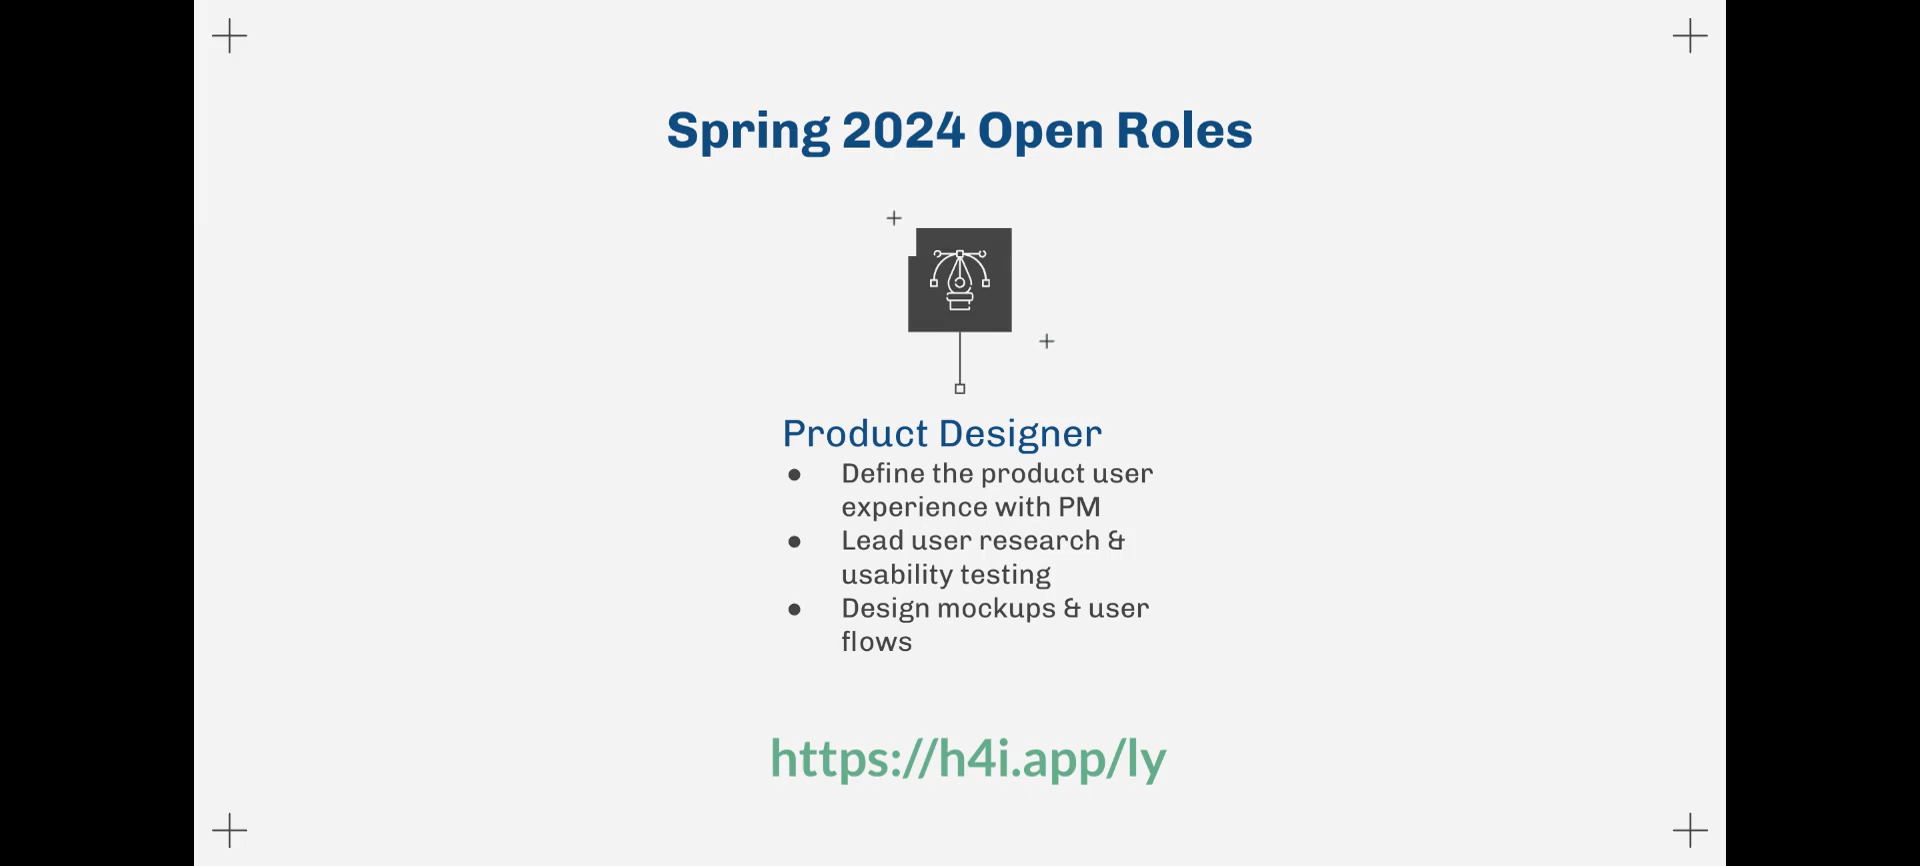 Spring 2024 Open Roles
Product Designer
● Define the product user
experience with PM
● Lead user research &
usability testing
● Design mockups & user
flows
https://h4i.app/ly